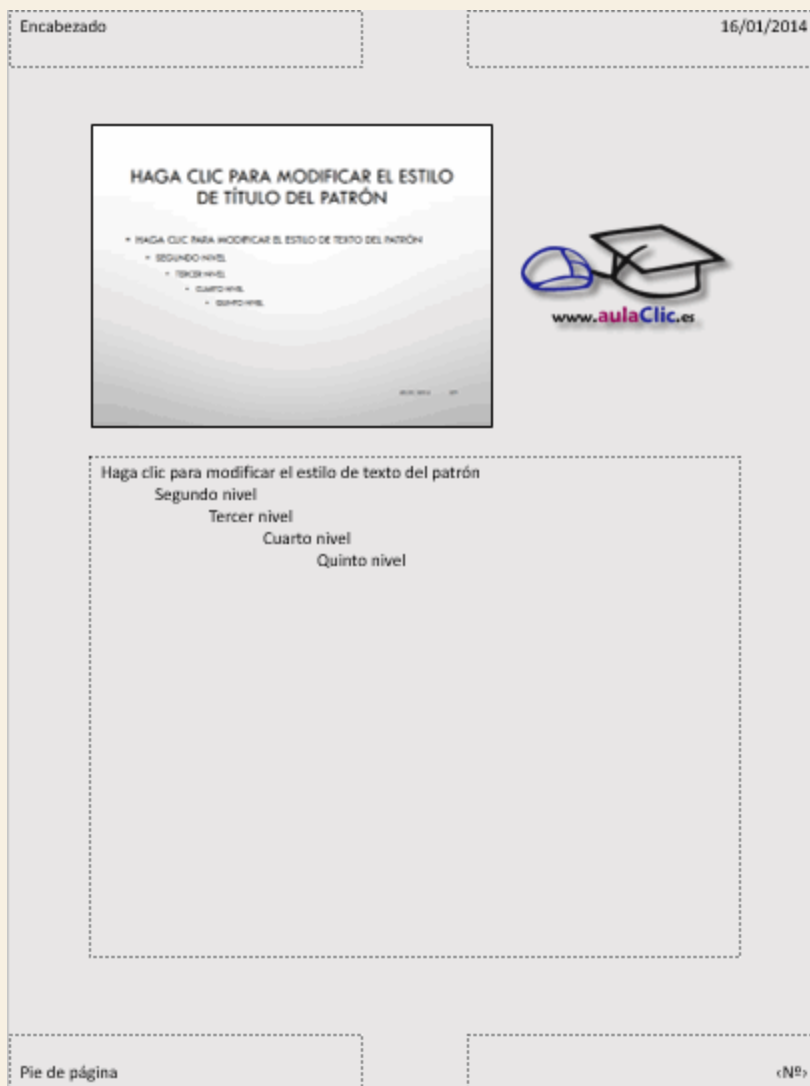 Encabezado
16/01/2014
HAGA CLIC PARA MODIFICAR EL ESTILO
DE TÍTULO DEL PATRÓN
• HAGA CLIC PARA MODIFICAR EL ESTILO DE TEXTO DEL PATRÓN
• SEGUNDO NIVEL
• TERCER NIVEL
• CUARTO NIVEL
• QUINTO NIVEL
www.aulaClic.es
Haga clic para modificar el estilo de texto del patrón
Segundo nivel
Tercer nivel
Cuarto nivel
Quinto nivel
Pie de página
‹Nº›